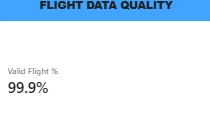 FLIGHT DATA QUALITY
Valid Flight %
99.9%